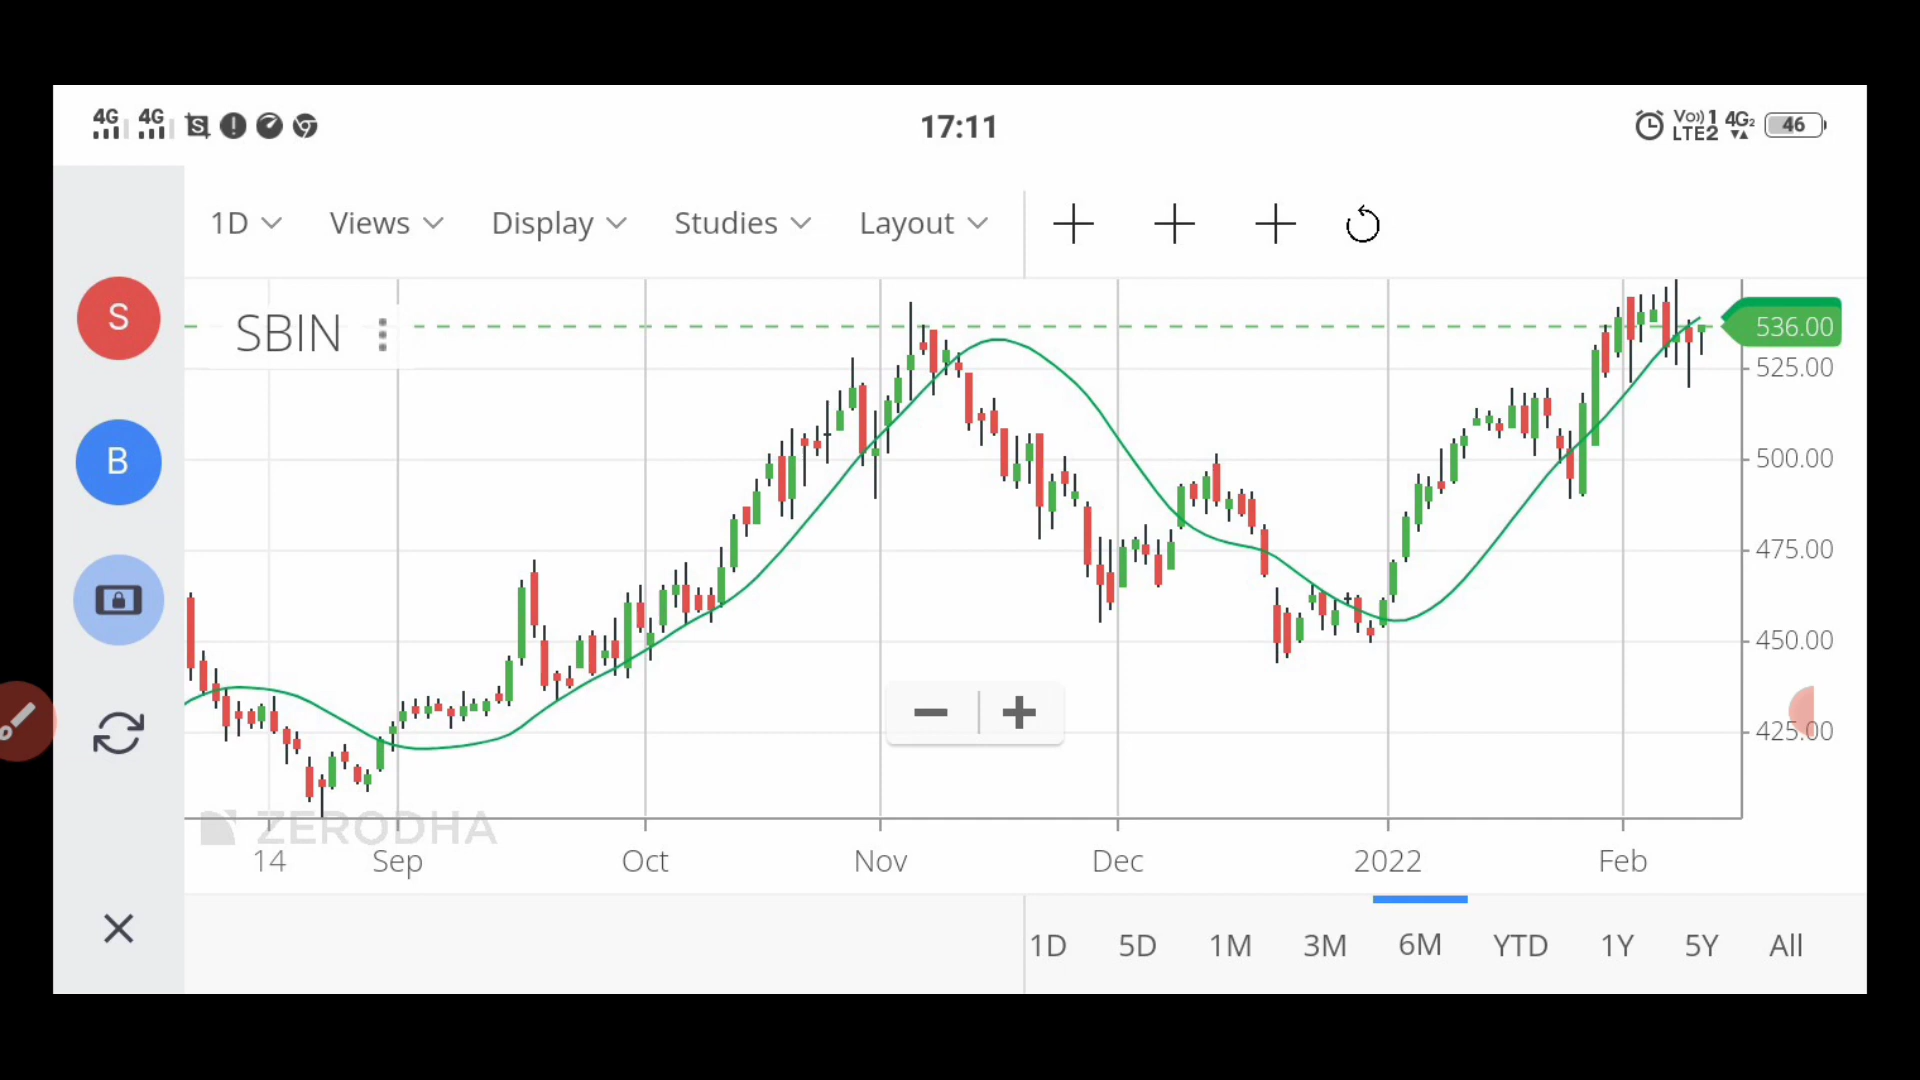 4G 4G S 17:11 Vo)) 1 4G2 46
LTE2
1D Views Display Studies Layout
S
SBIN
536.00
525.00
B
500.00
475.00
450.00
425.00
ZERODHA
14 Sep Oct Nov Dec 2022 Feb
1D 5D 1M 3M 6M YTD 1Y 5Y All